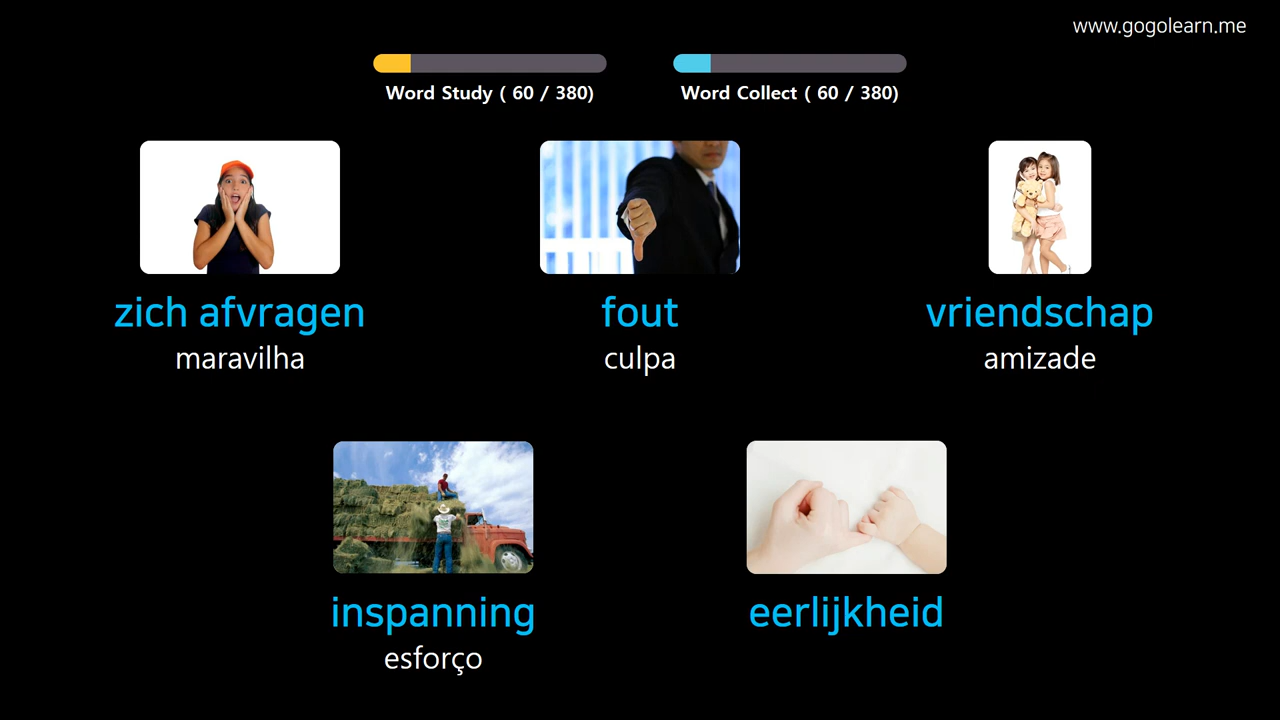 www.gogolearn.me
Word Study ( 60 / 380)
Word Collect ( 60 / 380)
zich afvragen
maravilha
fout
culpa
vriendschap
amizade
inspanning
esforço
eerlijkheid